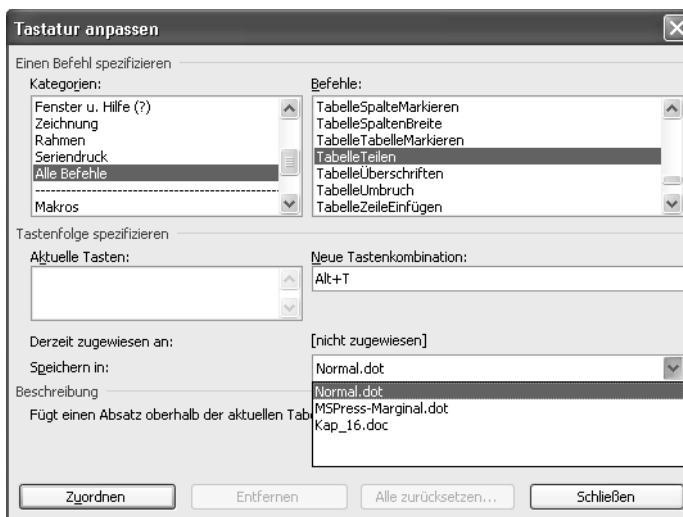 Tastatur anpassen
Einen Befehl spezifizieren
Kategorien:
Fenster u. Hilfe (?)
Zeichnung
Rahmen
Seriendruck
Alle Befehle
Makros
Befehle:
TabelleSpalteMarkieren
TabelleSpaltenBreite
TabelleTabelleMarkieren
TabelleTeilen
TabelleÜberschriften
TabelleUmbruch
TabelleZeileEinfügen
Tastenfolge spezifizieren
Aktuelle Tasten:
Neue Tastenkombination:
Alt+T
Derzeit zugewiesen an:
[nicht zugewiesen]
Speichern in:
Normal.dot
Normal.dot
MSPress-Marginal.dot
Kap_16.doc
Beschreibung
Fügt einen Absatz oberhalb der aktuellen Tab
Zuordnen
Entfernen
Alle zurücksetzen...
Schließen